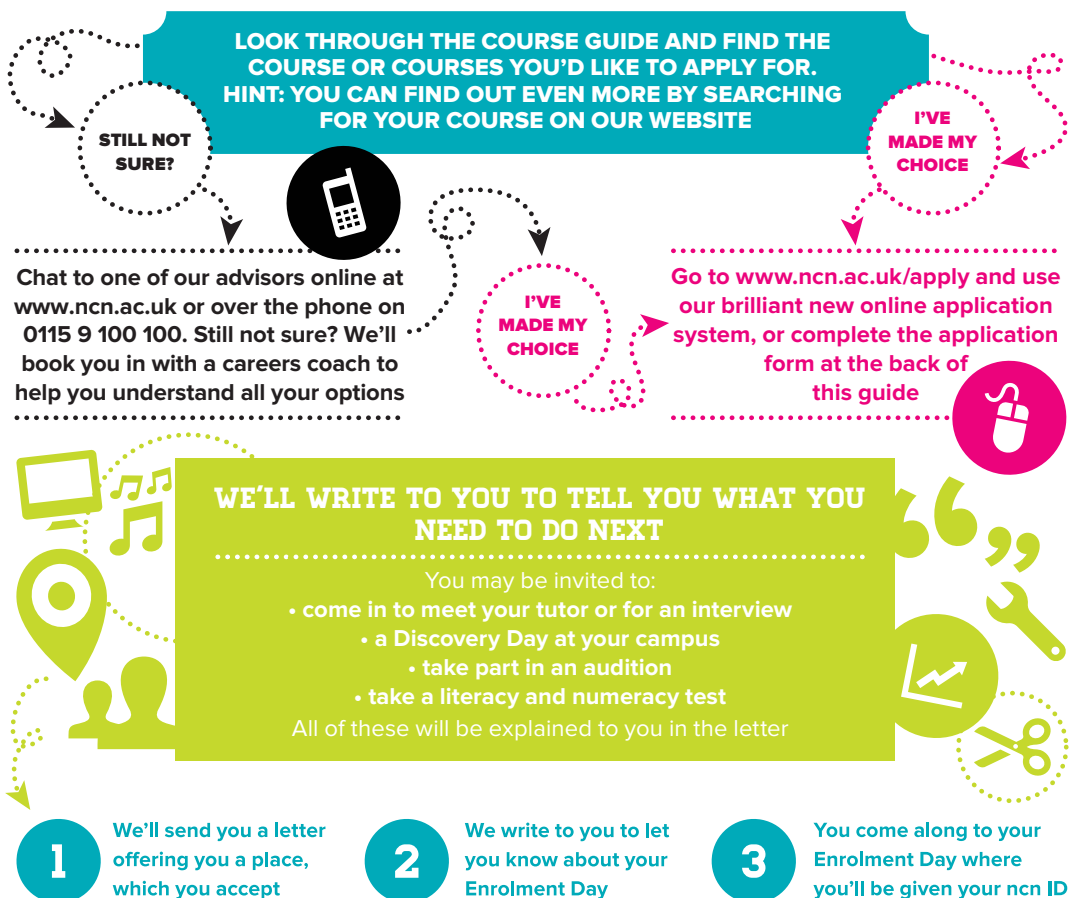 LOOK THROUGH THE COURSE GUIDE AND FIND THE
COURSE OR COURSES YOU'D LIKE TO APPLY FOR.
HINT: YOU CAN FIND OUT EVEN MORE BY SEARCHING
FOR YOUR COURSE ON OUR WEBSITE
STILL NOT
SURE?
I'VE
MADE MY
CHOICE
Chat to one of our advisors online at
www.ncn.ac.uk or over the phone on
0115 9 100 100. Still not sure? We'll
book you in with a careers coach to
help you understand all your options
I'VE
MADE MY
CHOICE
Go to www.ncn.ac.uk/apply and use
our brilliant new online application
system, or complete the application
form at the back of
this guide
WE'LL WRITE TO YOU TO TELL YOU WHAT YOU
NEED TO DO NEXT
You may be invited to:
• come in to meet your tutor or for an interview
• a Discovery Day at your campus
• take part in an audition
• take a literacy and numeracy test
All of these will be explained to you in the letter
1
We'll send you a letter
offering you a place,
which you accept
2
We write to you to let
you know about your
Enrolment Day
3
You come along to your
Enrolment Day where
you'll be given your ncn ID